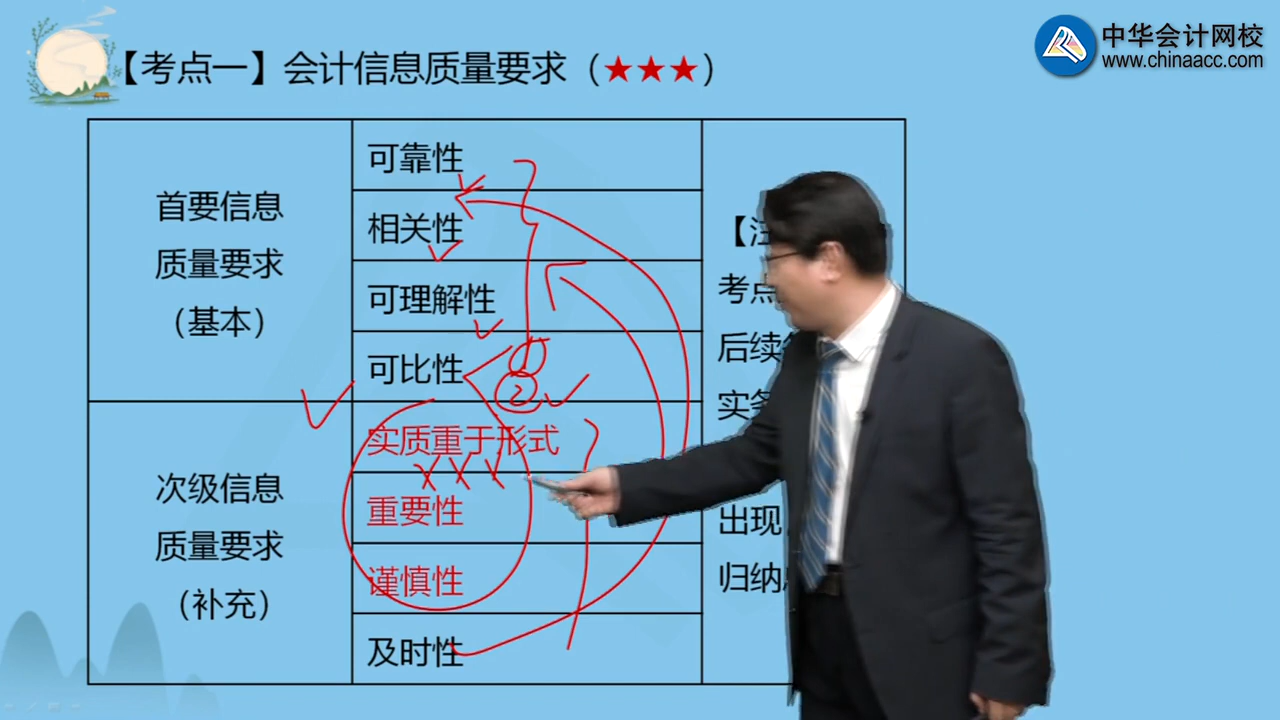 【考点一】会计信息质量要求（★★★）
中华会计网校
www.chinaacc.com
首要信息
质量要求
（基本）
可靠性
相关性
可理解性
可比性
②
次级信息
质量要求
（补充）
实质重于形式
重要性
谨慎性
及时性
【注
考点
后续
实务
出现
归纳